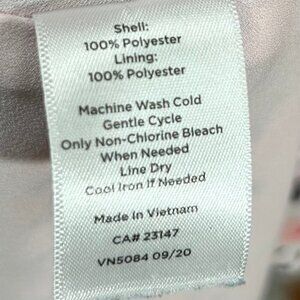 Shell:
100% Polyester
Lining:
100% Polyester
Machine Wash Cold
Gentle Cycle
Only Non-Chlorine Bleach
When Needed
Line Dry
Cool Iron If Needed
Made in Vietnam
CA# 23147
VN5084 09/20